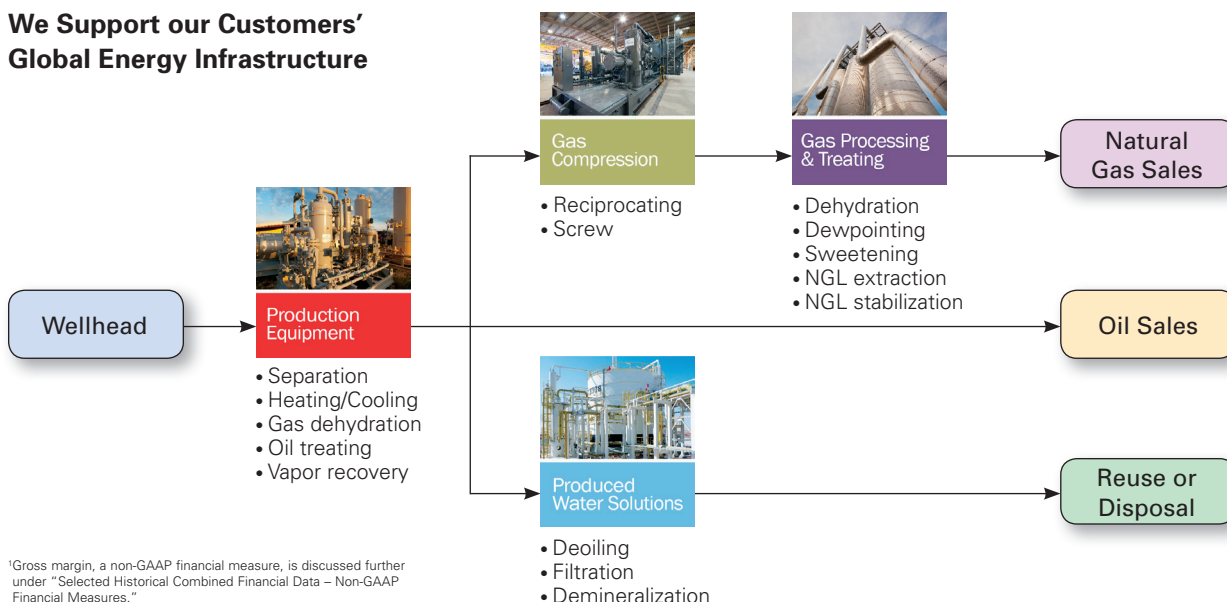 We Support our Customers’
Global Energy Infrastructure
Gas
Compression
• Reciprocating
• Screw
Gas Processing
& Treating
• Dehydration
• Dewpointing
• Sweetening
• NGL extraction
• NGL stabilization
Natural
Gas Sales
Wellhead
Production
Equipment
• Separation
• Heating/Cooling
• Gas dehydration
• Oil treating
• Vapor recovery
Oil Sales
Produced
Water Solutions
• Deoiling
• Filtration
• Demineralization
Reuse or
Disposal
¹Gross margin, a non-GAAP financial measure, is discussed further
under “Selected Historical Combined Financial Data – Non-GAAP
Financial Measures.”